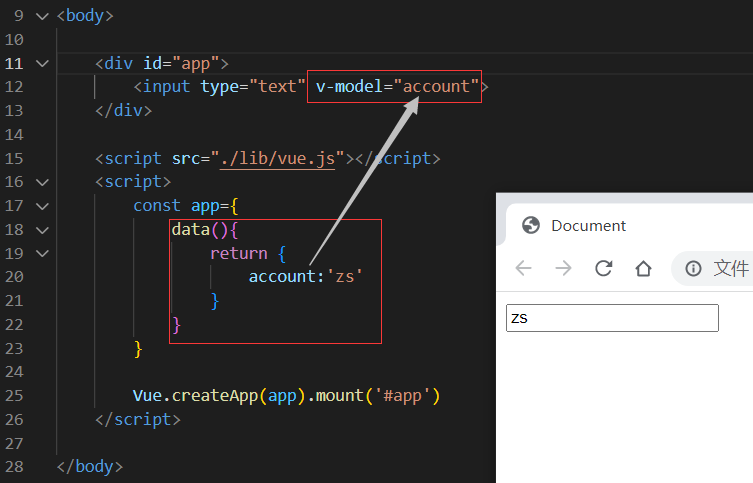 9 <body>
10
11 <div id="app">
12 <input type="text" v-model="account">
13 </div>
14
15 <script src="./lib/vue.js"></script>
16 <script>
17 const app={
18 data(){
19 return {
20 account:'zs'
21 }
22 }
23 }
24
25 Vue.createApp(app).mount('#app')
26 </script>
27
28 </body>
Document
文件
zs